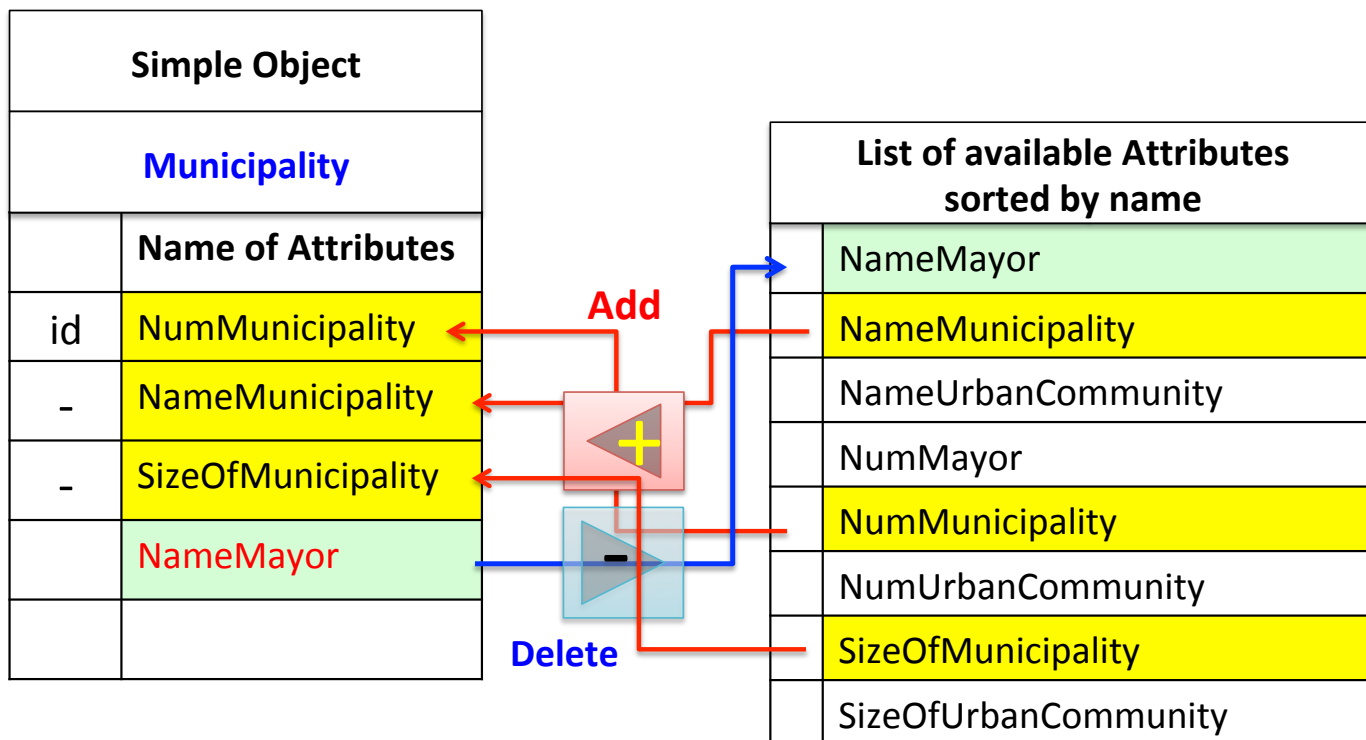 Simple Object
Municipality
Name of Attributes
id NumMunicipality
- NameMunicipality
- SizeOfMunicipality
NameMayor
Add
+
-
Delete
List of available Attributes
sorted by name
NameMayor
NameMunicipality
NameUrbanCommunity
NumMayor
NumMunicipality
NumUrbanCommunity
SizeOfMunicipality
SizeOfUrbanCommunity